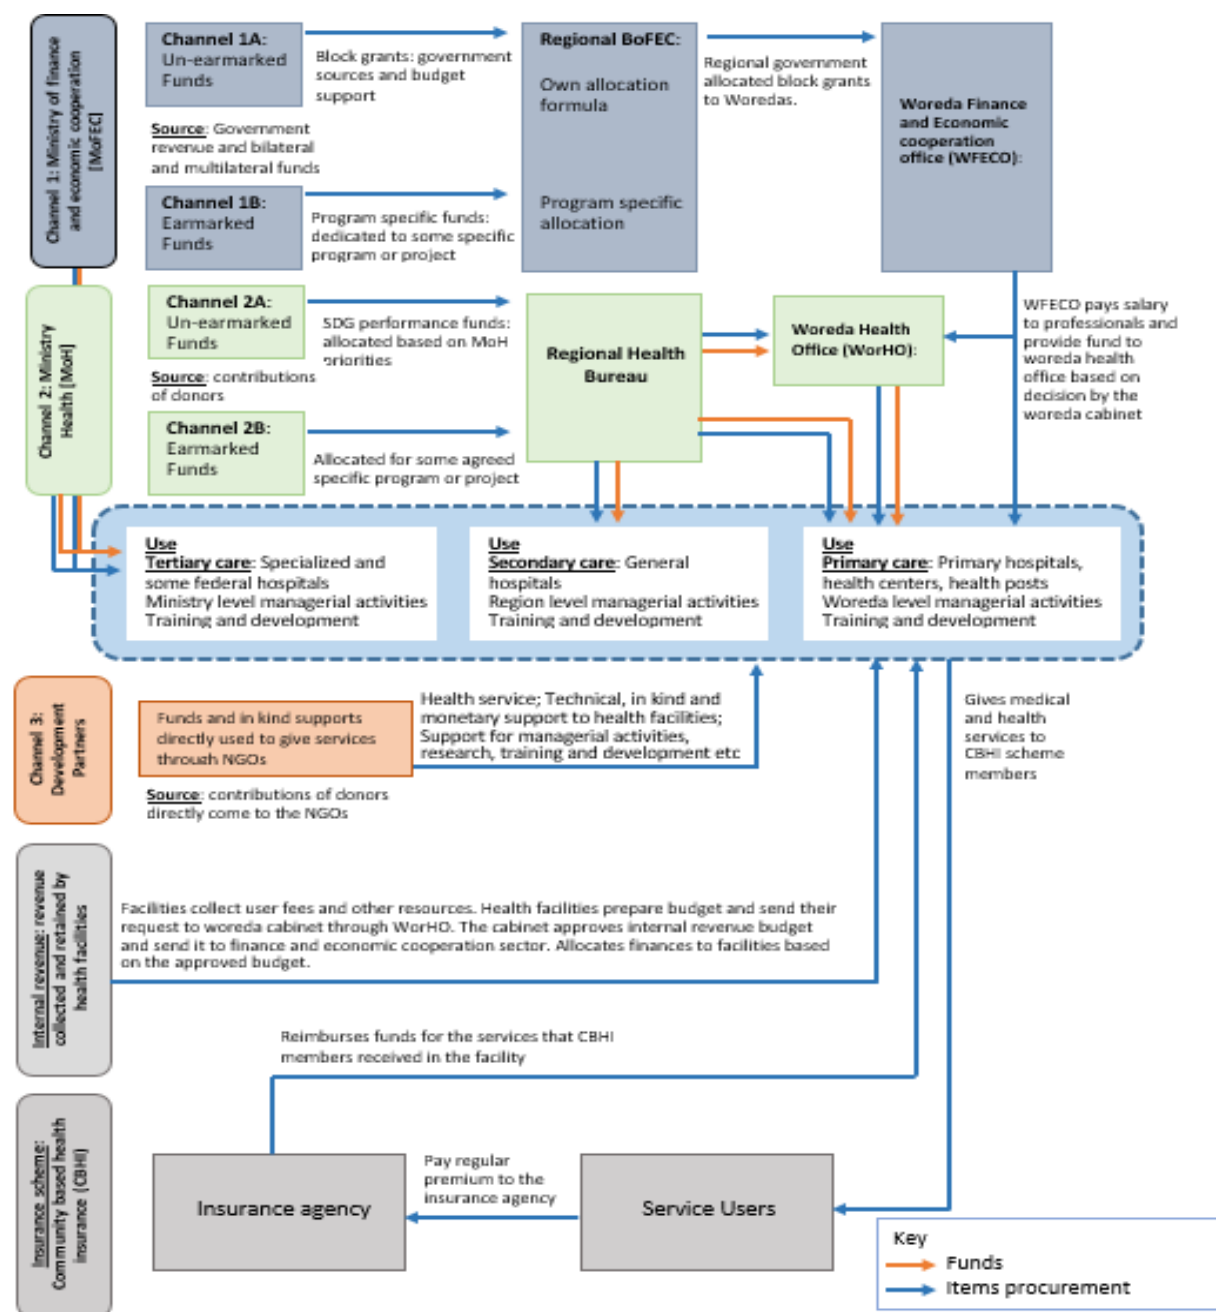 Channel 1: Ministry of finance
and economic cooperation
[MoFEC]
Channel 1A:
Un-earmarked
Funds
Block grants: government
sources and budget
support
Source: Government
revenue and bilateral
and multilateral funds
Channel 1B:
Earmarked
Funds
Program specific funds:
dedicated to some specific
program or project
Regional BoFEC:
Own allocation
formula
Program specific
allocation
Regional government
allocated block grants
to Woredas.
Woreda Finance
and Economic
cooperation
office (WFECO):
Channel 2: Ministry
Health [MoH]
Channel 2A:
Un-earmarked
Funds
SDG performance funds:
allocated based on MoH
priorities
Source: contributions
of donors
Channel 2B:
Earmarked
Funds
Allocated for some agreed
specific program or project
Regional Health
Bureau
Woreda Health
Office (WorHO):
WFECO pays salary
to professionals and
provide fund to
woreda health
office based on
decision by the
woreda cabinet
Use
Tertiary care: Specialized and
some federal hospitals
Ministry level managerial activities
Training and development
Use
Secondary care: General
hospitals
Region level managerial activities
Training and development
Use
Primary care: Primary hospitals,
health centers, health posts
Woreda level managerial activities
Training and development
Channel 3:
Development
Partners
Funds and in kind supports
directly used to give services
through NGOs
Source: contributions of donors
directly come to the NGOs
Health service; Technical, in kind and
monetary support to health facilities;
Support for managerial activities,
research, training and development etc
Gives medical
and health
services to
CBHI scheme
members
Internal revenue: revenue
collected and retained by
health facilities
Facilities collect user fees and other resources. Health facilities prepare budget and send their
request to woreda cabinet through WorHO. The cabinet approves internal revenue budget
and send it to finance and economic cooperation sector. Allocates finances to facilities based
on the approved budget.
Reimburses funds for the services that CBHI
members received in the facility
Insurance scheme:
Community based health
insurance (CBHI)
Insurance agency
Pay regular
premium to the
insurance agency
Service Users
Key
Funds
Items procurement